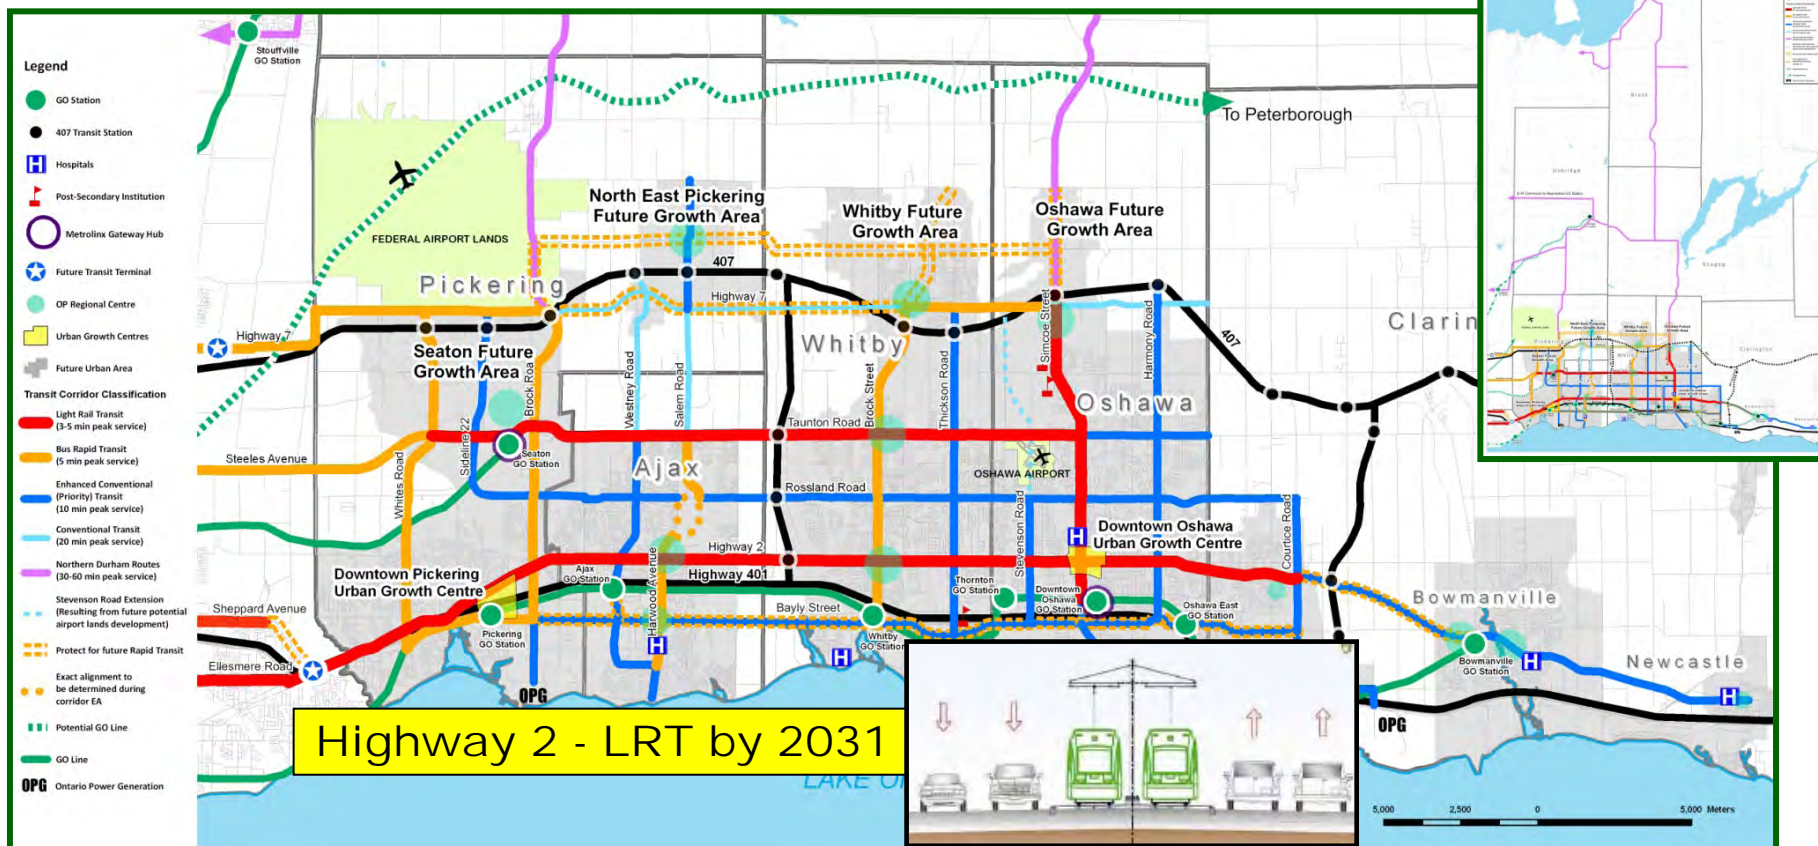 Legend
GO Station
407 Transit Station
Hospitals
Post-Secondary Institution
Metrolinx Gateway Hub
Future Transit Terminal
OP Regional Centre
Urban Growth Centres
Future Urban Area
Transit Corridor Classification
Light Rail Transit
(3-5 min peak service)
Bus Rapid Transit
(5 min peak service)
Enhanced Conventional
(Priority) Transit
(10 min peak service)
Conventional Transit
(20 min peak service)
Northern Durham Routes
(30-60 min peak service)
Stevenson Road Extension
(Resulting from future potential
airport lands development)
Protect for future Rapid Transit
Exact alignment to
be determined during
corridor EA
Potential GO Line
GO Line
OPG Ontario Power Generation
Stouffville
GO Station
To Peterborough
FEDERAL AIRPORT LANDS
North East Pickering
Future Growth Area
Whitby Future
Growth Area
Oshawa Future
Growth Area
Pickering
407
Highway 7
Highway 7
Seaton Future
Growth Area
Whitby
Clarin
407
Oshawa
Ajax
Sideline 22
Brock Roa
Westney Road
Salem Road
Brock Street
Thickson Road
Simcoe Street
Harmony Road
Taunton Road
Steeles Avenue
Whites Road
Seaton
GO Station
OSHAWA AIRPORT
Rossland Road
Stevenson Road
Courtice Road
H
Downtown Oshawa
Urban Growth Centre
Highway 2
Highway 401
Ajax
GO Station
Harwood Avenue
Downtown Pickering
Urban Growth Centre
Thornton
GO Station
Downtown
Oshawa
GO Station
Oshawa East
GO Station
Bowmanville
Sheppard Avenue
Bayly Street
Pickering
GO Station
Whitby
GO Station
Ellesmere Road
H
H
Bowmanville
GO Station
H
Newcastle
H
OPG
OPG
Highway 2 - LRT by 2031
LAKE O
5,000 2,500 0 5,000 Meters